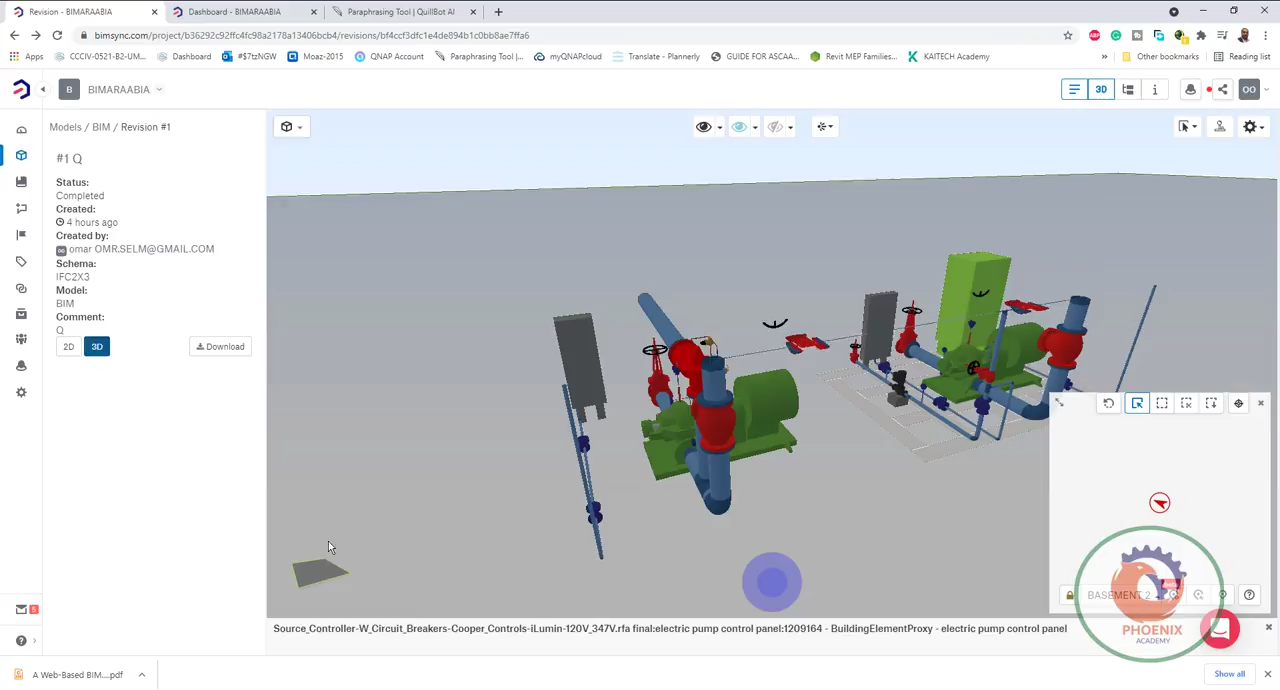 Revision - BIMARAABIA
Dashboard - BIMARAABIA
Paraphrasing Tool | QuillBot AI
bimsync.com/project/b36292c92ffc4fc98a2178a13406bcb4/revisions/bf4ccf3dfc1e4de894b1c0bb8ae7ffa6
Apps
CCCIV-0521-B2-UM...
Dashboard
#$7tzNGW
Moaz-2015
QNAP Account
Paraphrasing Tool |...
myQNAPcloud
Translate - Plannerly
GUIDE FOR ASCAA...
Revit MEP Families...
KAITECH Academy
Other bookmarks
Reading list
B
BIMARAABIA
3D
OO
Models / BIM / Revision #1
#1 Q
Status:
Completed
Created:
4 hours ago
Created by:
omar OMR.SELM@GMAIL.COM
Schema:
IFC2X3
Model:
BIM
Comment:
Q
2D
3D
Download
BASEMENT 2
PHOENIX
ACADEMY
Source_Controller-W_Circuit_Breakers-Cooper_Controls-iLumin-120V_347V.rfa final:electric pump control panel:1209164 - BuildingElementProxy - electric pump control panel
5
A Web-Based BIM....pdf
Show all